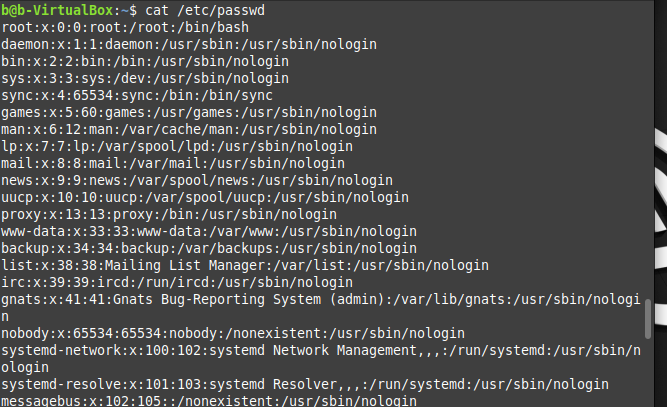 b@b-VirtualBox:~$ cat /etc/passwd
root:x:0:0:root:/root:/bin/bash
daemon:x:1:1:daemon:/usr/sbin:/usr/sbin/nologin
bin:x:2:2:bin:/bin:/usr/sbin/nologin
sys:x:3:3:sys:/dev:/usr/sbin/nologin
sync:x:4:65534:sync:/bin:/bin/sync
games:x:5:60:games:/usr/games:/usr/sbin/nologin
man:x:6:12:man:/var/cache/man:/usr/sbin/nologin
lp:x:7:7:lp:/var/spool/lpd:/usr/sbin/nologin
mail:x:8:8:mail:/var/mail:/usr/sbin/nologin
news:x:9:9:news:/var/spool/news:/usr/sbin/nologin
uucp:x:10:10:uucp:/var/spool/uucp:/usr/sbin/nologin
proxy:x:13:13:proxy:/bin:/usr/sbin/nologin
www-data:x:33:33:www-data:/var/www:/usr/sbin/nologin
backup:x:34:34:backup:/var/backups:/usr/sbin/nologin
list:x:38:38:Mailing List Manager:/var/list:/usr/sbin/nologin
irc:x:39:39:ircd:/run/ircd:/usr/sbin/nologin
gnats:x:41:41:Gnats Bug-Reporting System (admin):/var/lib/gnats:/usr/sbin/nologi
n
nobody:x:65534:65534:nobody:/nonexistent:/usr/sbin/nologin
systemd-network:x:100:102:systemd Network Management,,,:/run/systemd:/usr/sbin/n
ologin
systemd-resolve:x:101:103:systemd Resolver,,,:/run/systemd:/usr/sbin/nologin
messagebus:x:102:105::/nonexistent:/usr/sbin/nologin